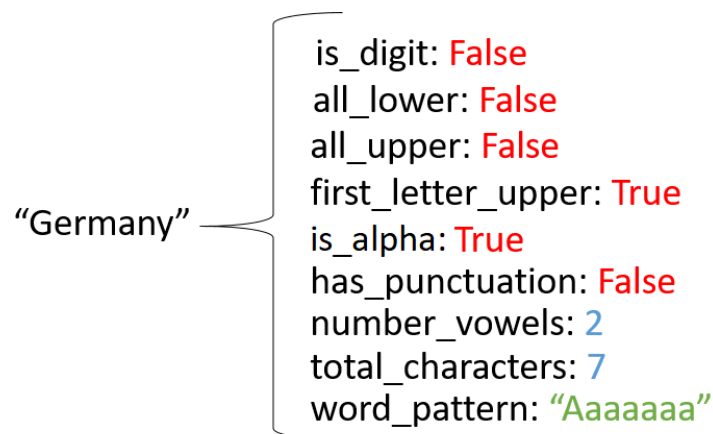 is_digit: False
all_lower: False
all_upper: False
first_letter_upper: True
“Germany”
is_alpha: True
has_punctuation: False
number_vowels: 2
total_characters: 7
word_pattern: “Aaaaaaa”